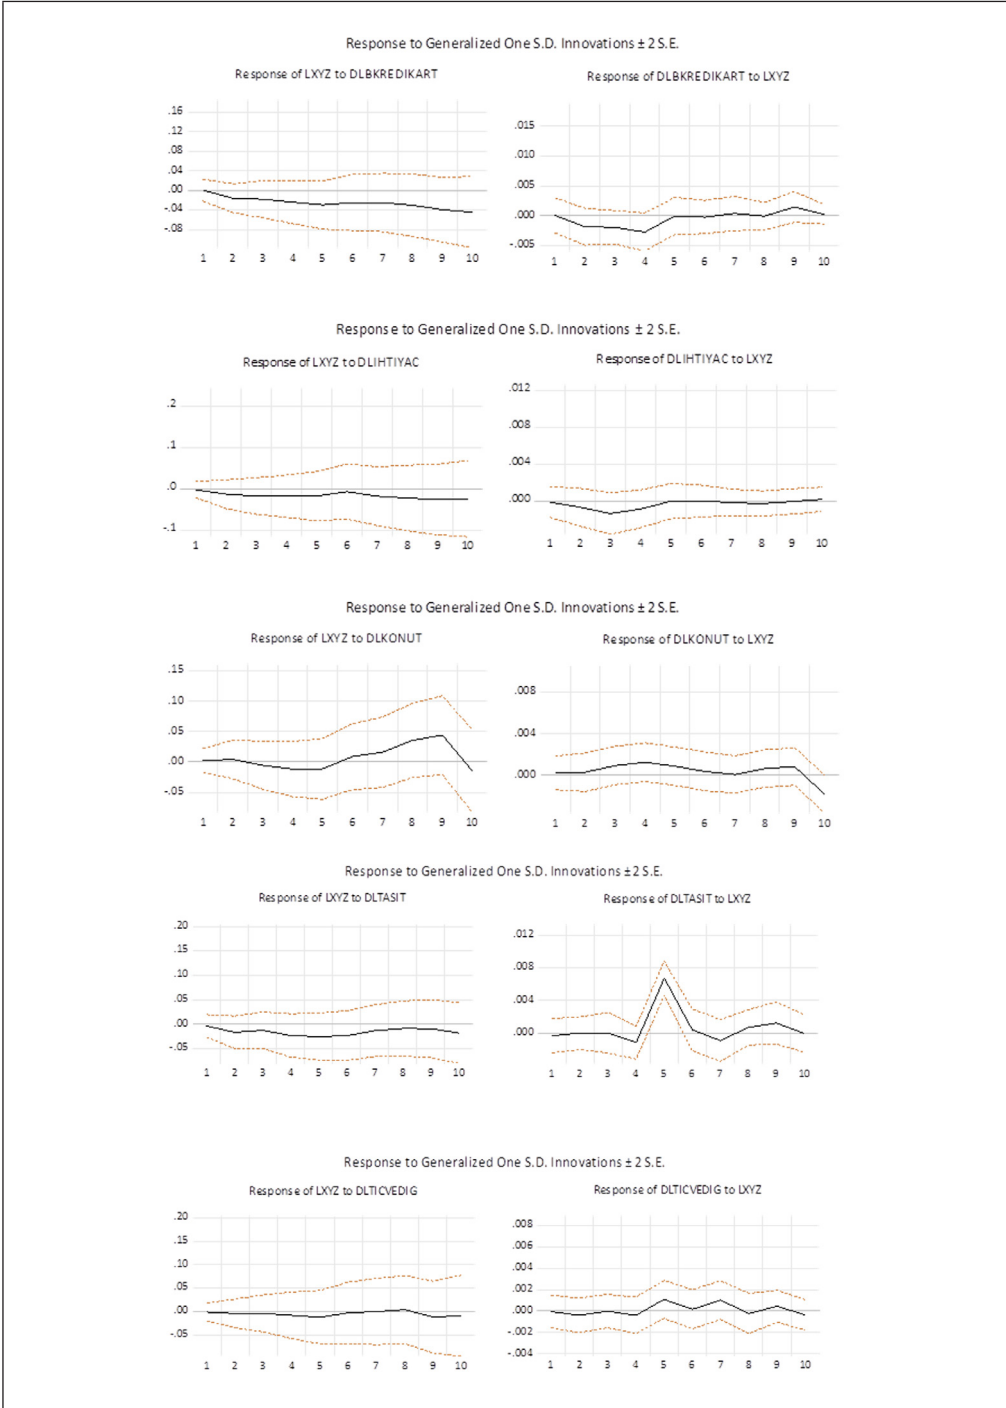 Response to Generalized One S.D. Innovations ± 2 S.E.
Response of LXYZ to DLBKREDIKART
Response of DLBKREDIKART to LXYZ
.16
.12
.08
.04
.00
-.04
-.08
1 2 3 4 5 6 7 8 9 10
.015
.010
.005
.000
-.005
1 2 3 4 5 6 7 8 9 10
Response to Generalized One S.D. Innovations ± 2 S.E.
Response of LXYZ to DLIHTIYAC
Response of DLIHTIYAC to LXYZ
.2
.1
.0
-.1
1 2 3 4 5 6 7 8 9 10
.012
.008
.004
.000
1 2 3 4 5 6 7 8 9 10
Response to Generalized One S.D. Innovations ± 2 S.E.
Response of LXYZ to DLKONUT
Response of DLKONUT to LXYZ
.15
.10
.05
.00
-.05
1 2 3 4 5 6 7 8 9 10
.008
.004
.000
1 2 3 4 5 6 7 8 9 10
Response to Generalized One S.D. Innovations ± 2 S.E.
Response of LXYZ to DLTASIT
Response of DLTASIT to LXYZ
.20
.15
.10
.05
.00
-.05
1 2 3 4 5 6 7 8 9 10
.012
.008
.004
.000
1 2 3 4 5 6 7 8 9 10
Response to Generalized One S.D. Innovations ± 2 S.E.
Response of LXYZ to DLTICVEDIG
Response of DLTICVEDIG to LXYZ
.20
.15
.10
.05
.00
-.05
1 2 3 4 5 6 7 8 9 10
.008
.006
.004
.002
.000
-.002
-.004
1 2 3 4 5 6 7 8 9 10